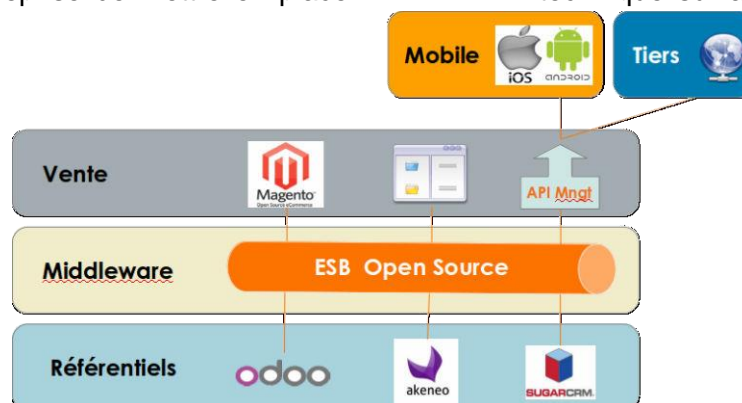 Mobile
iOS
ANDROID
Tiers
Vente
Magento
Open Source eCommerce
API Mngt
Middleware
ESB Open Source
Référentiels
odoo
akeneo
SUGARCRM.